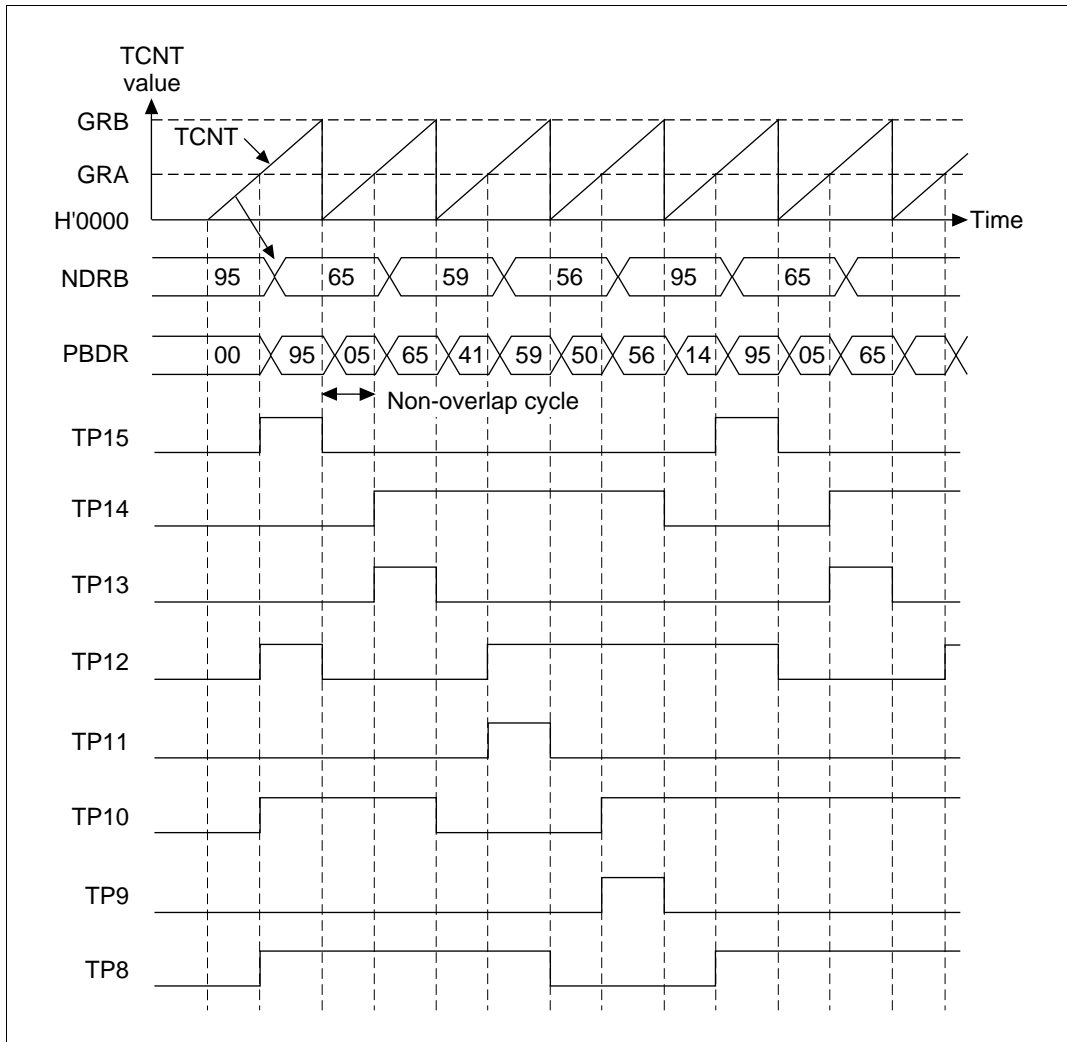 TCNT
value
GRB
TCNT
GRA
H'0000
Time
NDRB 95 65 59 56 95 65
PBDR 00 95 05 65 41 59 50 56 14 95 05 65
Non-overlap cycle
TP15
TP14
TP13
TP12
TP11
TP10
TP9
TP8